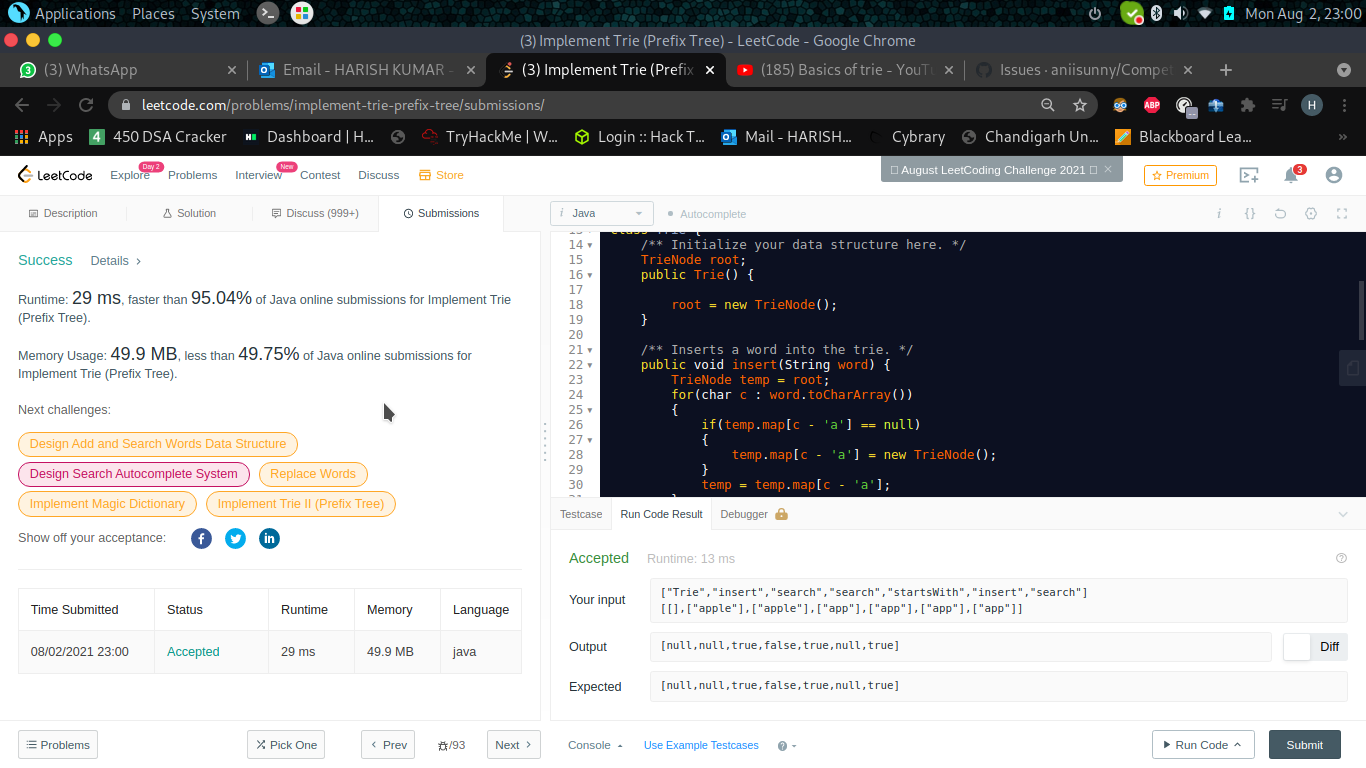 Applications Places System Mon Aug 2, 23:00
(3) Implement Trie (Prefix Tree) - LeetCode - Google Chrome
(3) WhatsApp Email - HARISH KUMAR - (3) Implement Trie (Prefix (185) Basics of trie - YouTu Issues · aniisunny/Compet
leetcode.com/problems/implement-trie-prefix-tree/submissions/ ABP H
Apps 4 450 DSA Cracker Dashboard | H... TryHackMe | W... Login :: Hack T... Mail - HARISH... Cybrary Chandigarh Un... Blackboard Lea... »
LeetCode Explore Day 2 Problems Interview New Contest Discuss Store August LeetCoding Challenge 2021 Premium 3
Description Solution Discuss (999+) Submissions
i Java Autocomplete i {}
Success Details >
Runtime: 29 ms, faster than 95.04% of Java online submissions for Implement Trie
(Prefix Tree).
Memory Usage: 49.9 MB, less than 49.75% of Java online submissions for
Implement Trie (Prefix Tree).
Next challenges:
Design Add and Search Words Data Structure
Design Search Autocomplete System Replace Words
Implement Magic Dictionary Implement Trie II (Prefix Tree)
Show off your acceptance:
Time Submitted Status Runtime Memory Language
08/02/2021 23:00 Accepted 29 ms 49.9 MB java
14 /** Initialize your data structure here. */
15 TrieNode root;
16 public Trie() {
17
18 root = new TrieNode();
19 }
20
21 /** Inserts a word into the trie. */
22 public void insert(String word) {
23 TrieNode temp = root;
24 for(char c : word.toCharArray())
25 {
26 if(temp.map[c - 'a'] == null)
27 {
28 temp.map[c - 'a'] = new TrieNode();
29 }
30 temp = temp.map[c - 'a'];
Testcase Run Code Result Debugger
Accepted Runtime: 13 ms
Your input ["Trie","insert","search","search","startsWith","insert","search"]
[[],["apple"],["apple"],["app"],["app"],["app"],["app"]]
Output [null,null,true,false,true,null,true] Diff
Expected [null,null,true,false,true,null,true]
Problems Pick One < Prev /93 Next > Console Use Example Testcases ? Run Code Submit